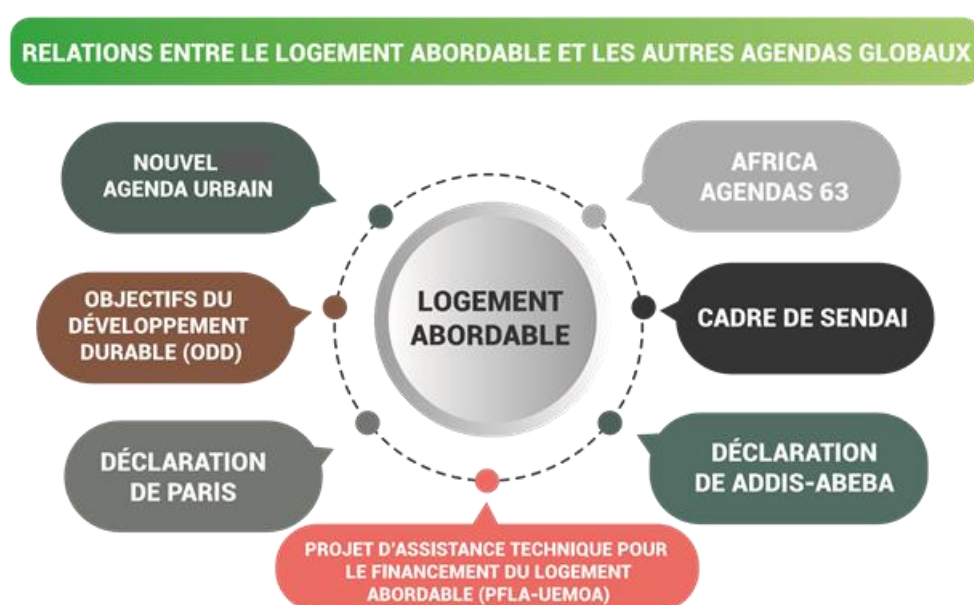 RELATIONS ENTRE LE LOGEMENT ABORDABLE ET LES AUTRES AGENDAS GLOBAUX
NOUVEL
AGENDA URBAIN
AFRICA
AGENDAS 63
OBJECTIFS DU
DÉVELOPPEMENT
DURABLE (ODD)
LOGEMENT
ABORDABLE
CADRE DE SENDAI
DÉCLARATION
DE PARIS
DÉCLARATION
DE ADDIS-ABEBA
PROJET D'ASSISTANCE TECHNIQUE POUR
LE FINANCEMENT DU LOGEMENT
ABORDABLE (PFLA-UEMOA)